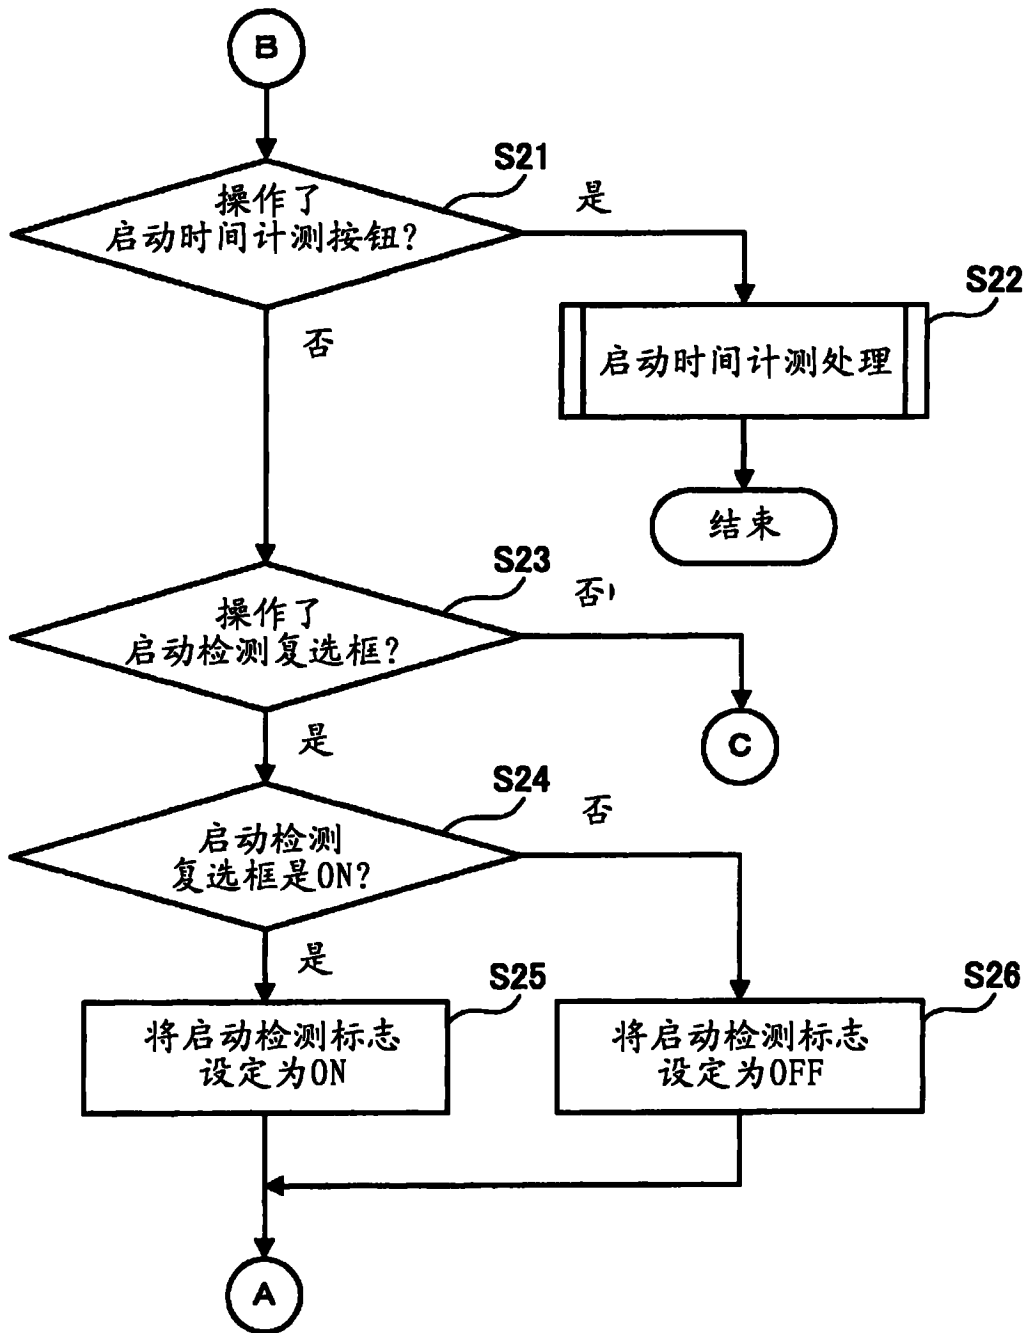 B
S21
操作了
启动时间计测按钮?
是
S22
否
启动时间计测处理
结束
S23
否
操作了
启动检测复选框?
是
C
S24
否
启动检测
复选框是ON?
是
S25
S26
将启动检测标志
设定为ON
将启动检测标志
设定为OFF
A